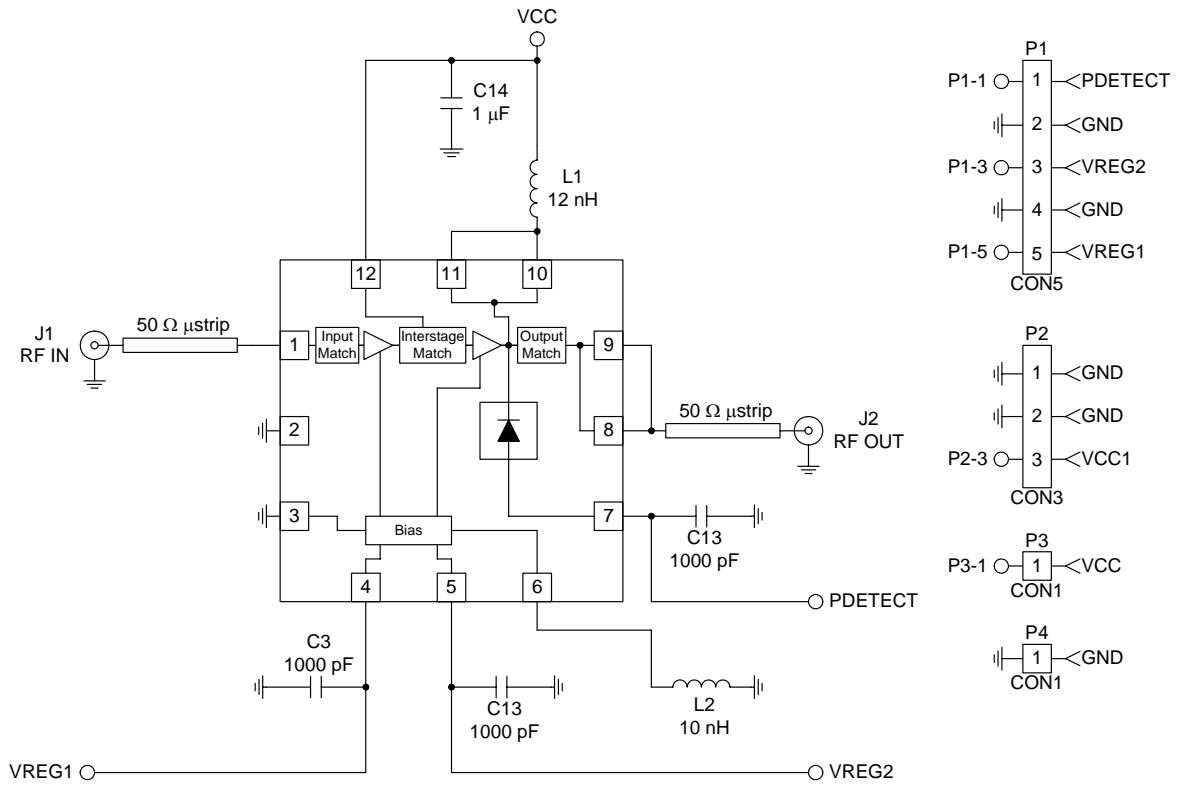 VCC
C14
1 μF
L1
12 nH
12
11
10
J1
RF IN
50 Ω μstrip
1
Input
Match
Interstage
Match
Output
Match
9
2
8
50 Ω μstrip
J2
RF OUT
3
Bias
7
C13
1000 pF
4
5
6
PDETECT
C3
1000 pF
C13
1000 pF
L2
10 nH
VREG1
VREG2
P1
P1-1
1
PDETECT
2
GND
P1-3
3
VREG2
4
GND
P1-5
5
VREG1
CON5
P2
1
GND
2
GND
P2-3
3
VCC1
CON3
P3
P3-1
1
VCC
CON1
P4
1
GND
CON1